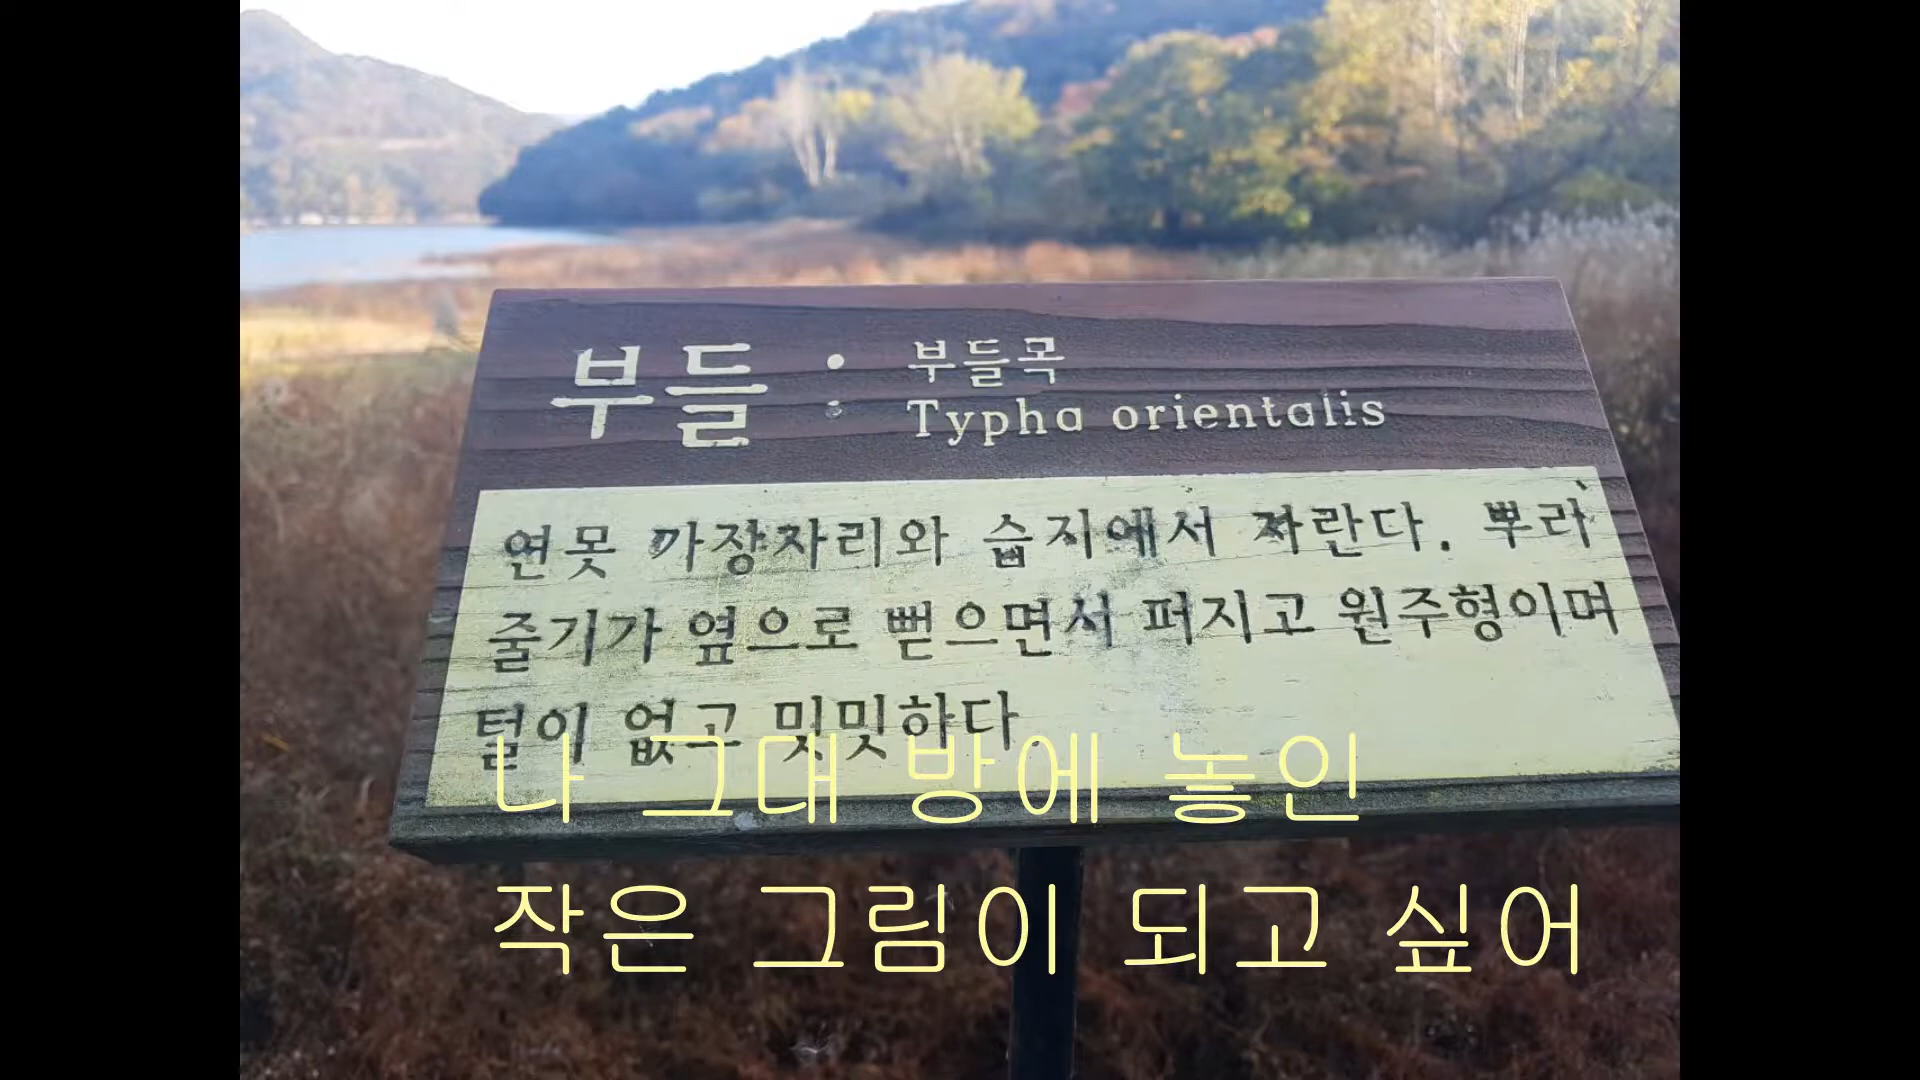 부들 :
부들목
Typha orientalis
연못 가장자리와 습지에서 자란다. 뿌리
줄기가 옆으로 뻗으면서 퍼지고 원주형이며
털이 없고 밋밋하다.
나 그대 방에 놓인
작은 그림이 되고 싶어